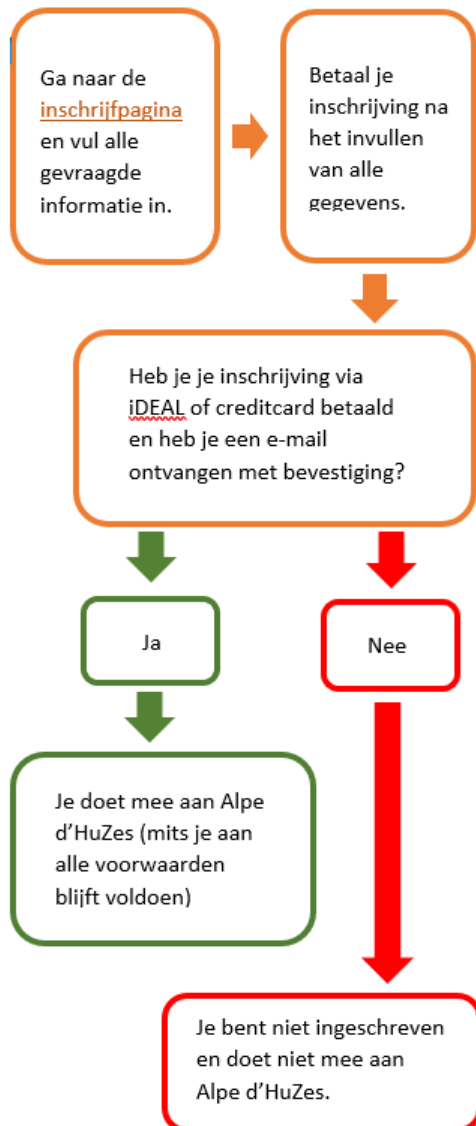 Ga naar de
inschrijfpagina
en vul alle
gevraagde
informatie in.
Betaal je
inschrijving na
het invullen
van alle
gegevens.
Heb je je inschrijving via
iDEAL of creditcard betaald
en heb je een e-mail
ontvangen met bevestiging?
Ja
Nee
Je doet mee aan Alpe
d’HuZes (mits je aan
alle voorwaarden
blijft voldoen)
Je bent niet ingeschreven
en doet niet mee aan
Alpe d’HuZes.